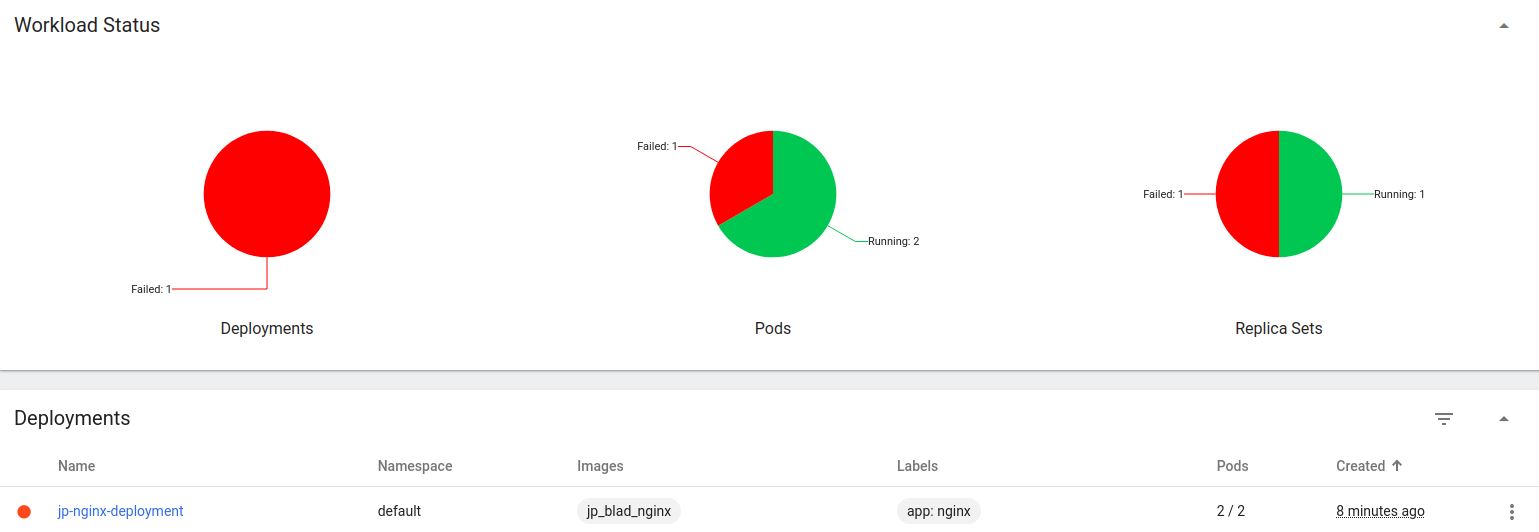 Workload Status
Failed: 1
Deployments
Failed: 1
Running: 2
Pods
Failed: 1
Running: 1
Replica Sets
Deployments
Name Namespace Images Labels Pods Created
jp-nginx-deployment default jp_blad_nginx app: nginx 2 / 2 8 minutes ago